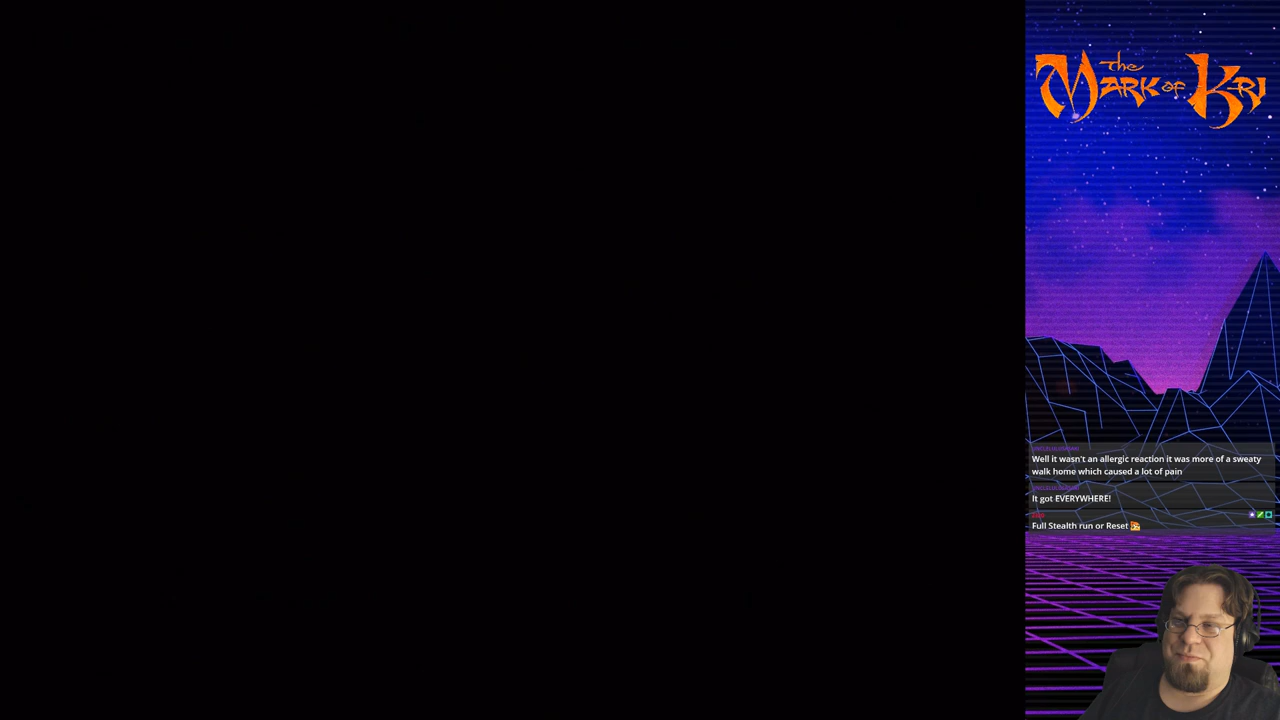 the
MARK OF KRI
Well it wasn't an allergic reaction it was more of a sweaty
walk home which caused a lot of pain
It got EVERYWHERE!
Full Stealth run or Reset